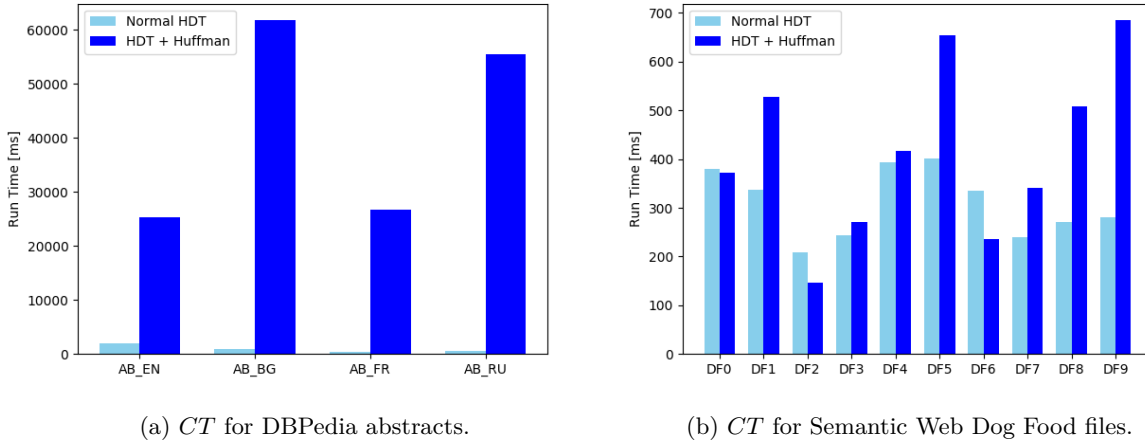 Normal HDT
HDT + Huffman
Run Time [ms]
60000
50000
40000
30000
20000
10000
0
AB_EN AB_BG AB_FR AB_RU
(a) CT for DBPedia abstracts.
Normal HDT
HDT + Huffman
Run Time [ms]
700
600
500
400
300
200
100
0
DF0 DF1 DF2 DF3 DF4 DF5 DF6 DF7 DF8 DF9
(b) CT for Semantic Web Dog Food files.